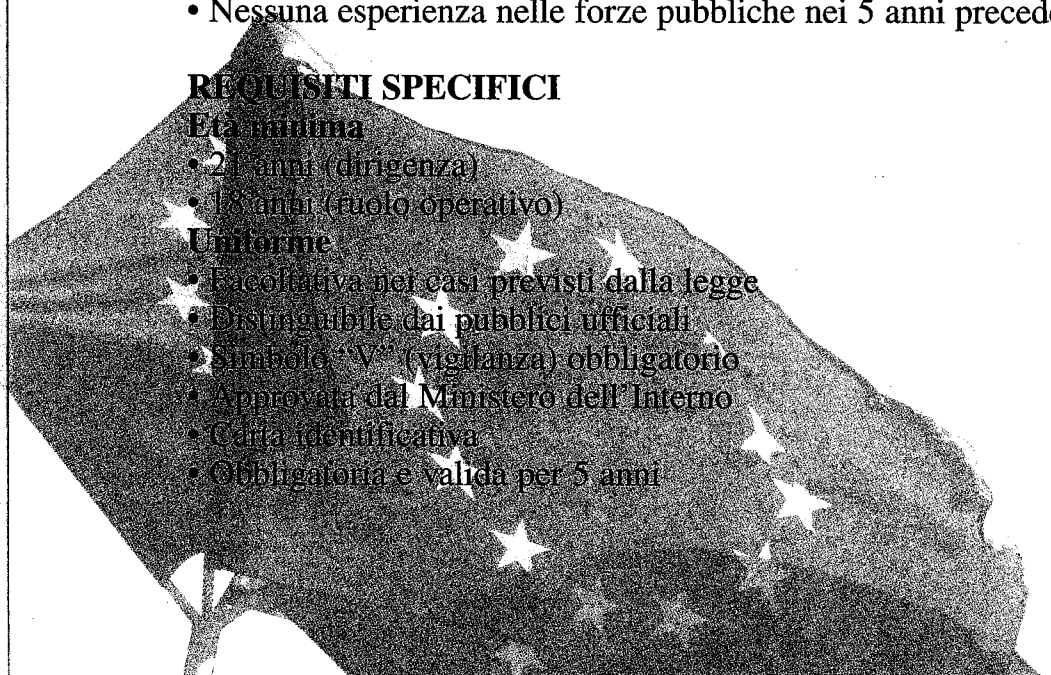 • Nessuna esperienza nelle forze pubbliche nei 5 anni
REQUISITI SPECIFICI
Età minima
• 21 anni (dirigenza)
• 18 anni (ruolo operativo)
Uniforme
• Facoltativa nei casi previsti dalla legge
• Distinguibile dai pubblici ufficiali
• Simbolo “V” (vigilanza) obbligatorio
• Approvata dal Ministero dell’Interno
• Carta identificativa
• Obbligatoria e valida per 5 anni